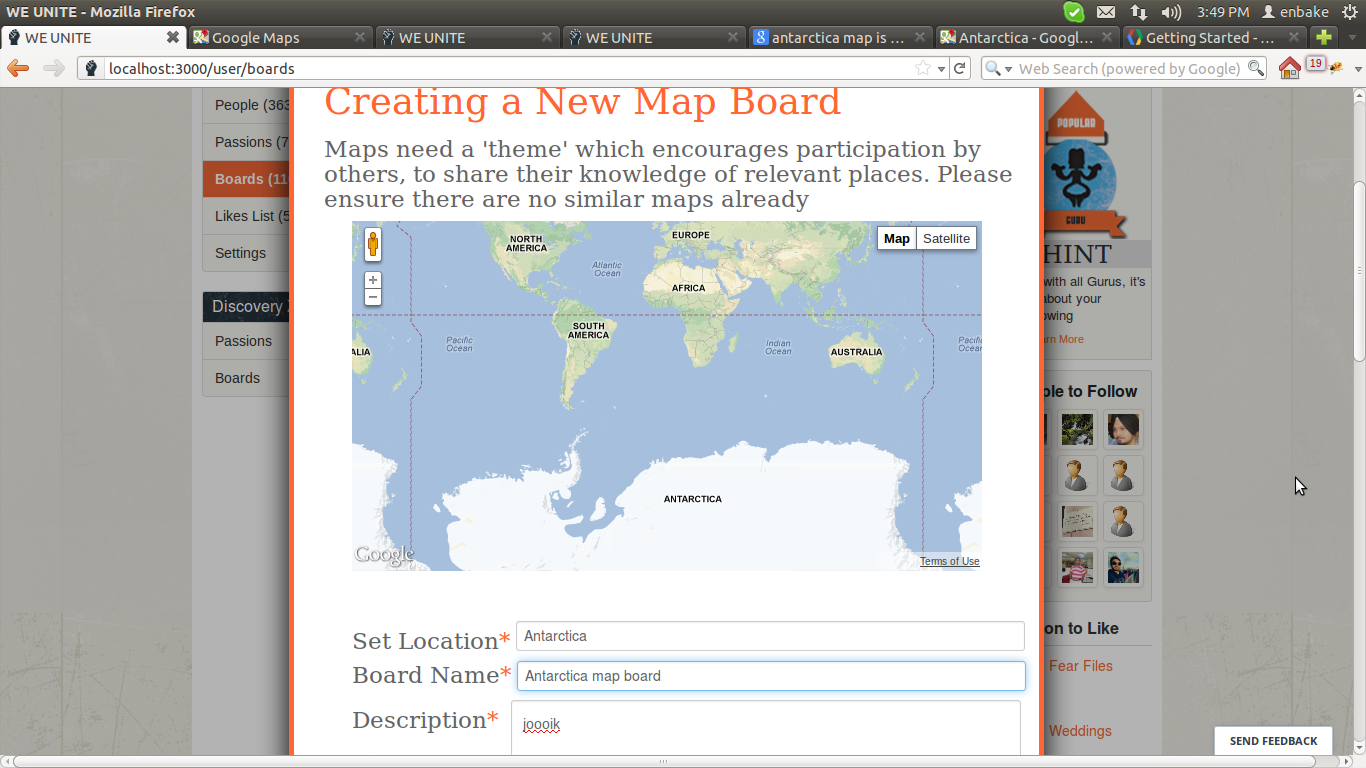 WE UNITE - Mozilla Firefox
3:49 PM
enbake
WE UNITE
Google Maps
WE UNITE
WE UNITE
antarctica map is ...
Antarctica - Googl...
Getting Started - ...
localhost:3000/user/boards
Web Search (powered by Google)
19
People (363
Passions (7
Boards (110
Likes List (5
Settings
Discovery
Passions
Boards
Creating a New Map Board
Maps need a 'theme' which encourages participation by
others, to share their knowledge of relevant places. Please
ensure there are no similar maps already
NORTH
AMERICA
EUROPE
Map
Satellite
Atlantic
Ocean
AFRICA
SOUTH
AMERICA
Pacific
Ocean
Indian
Ocean
AUSTRALIA
ALIA
Pacific
Ocean
ANTARCTICA
Google
Terms of Use
Set Location*
Antarctica
Board Name*
Antarctica map board
Description*
joooik
POPULAR
GURU
HINT
with all Gurus, it's
about your
owing
arn More
ple to Follow
on to Like
Fear Files
Weddings
SEND FEEDBACK